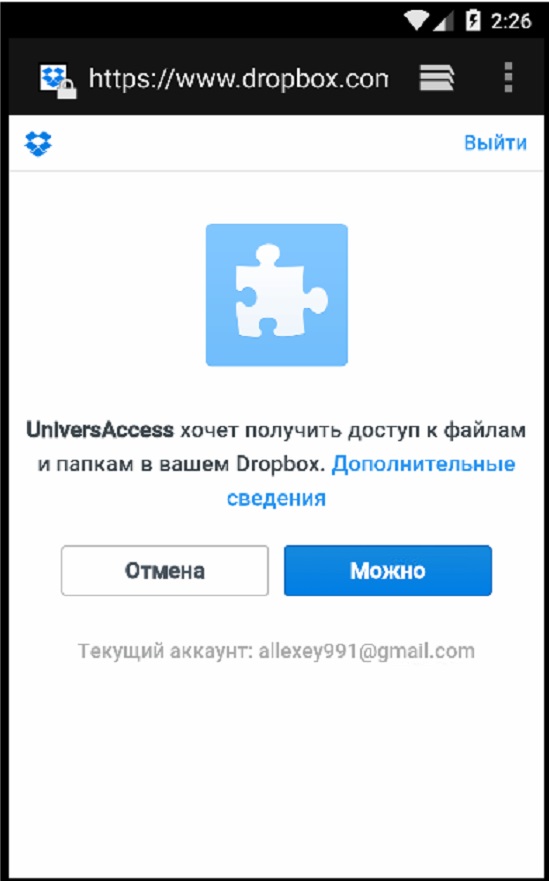 2:26
https://www.dropbox.com
Выйти
UniversAccess хочет получить доступ к файлам
и папкам в вашем Dropbox. Дополнительные
сведения
Отмена
Можно
Текущий аккаунт: allexey991@gmail.com